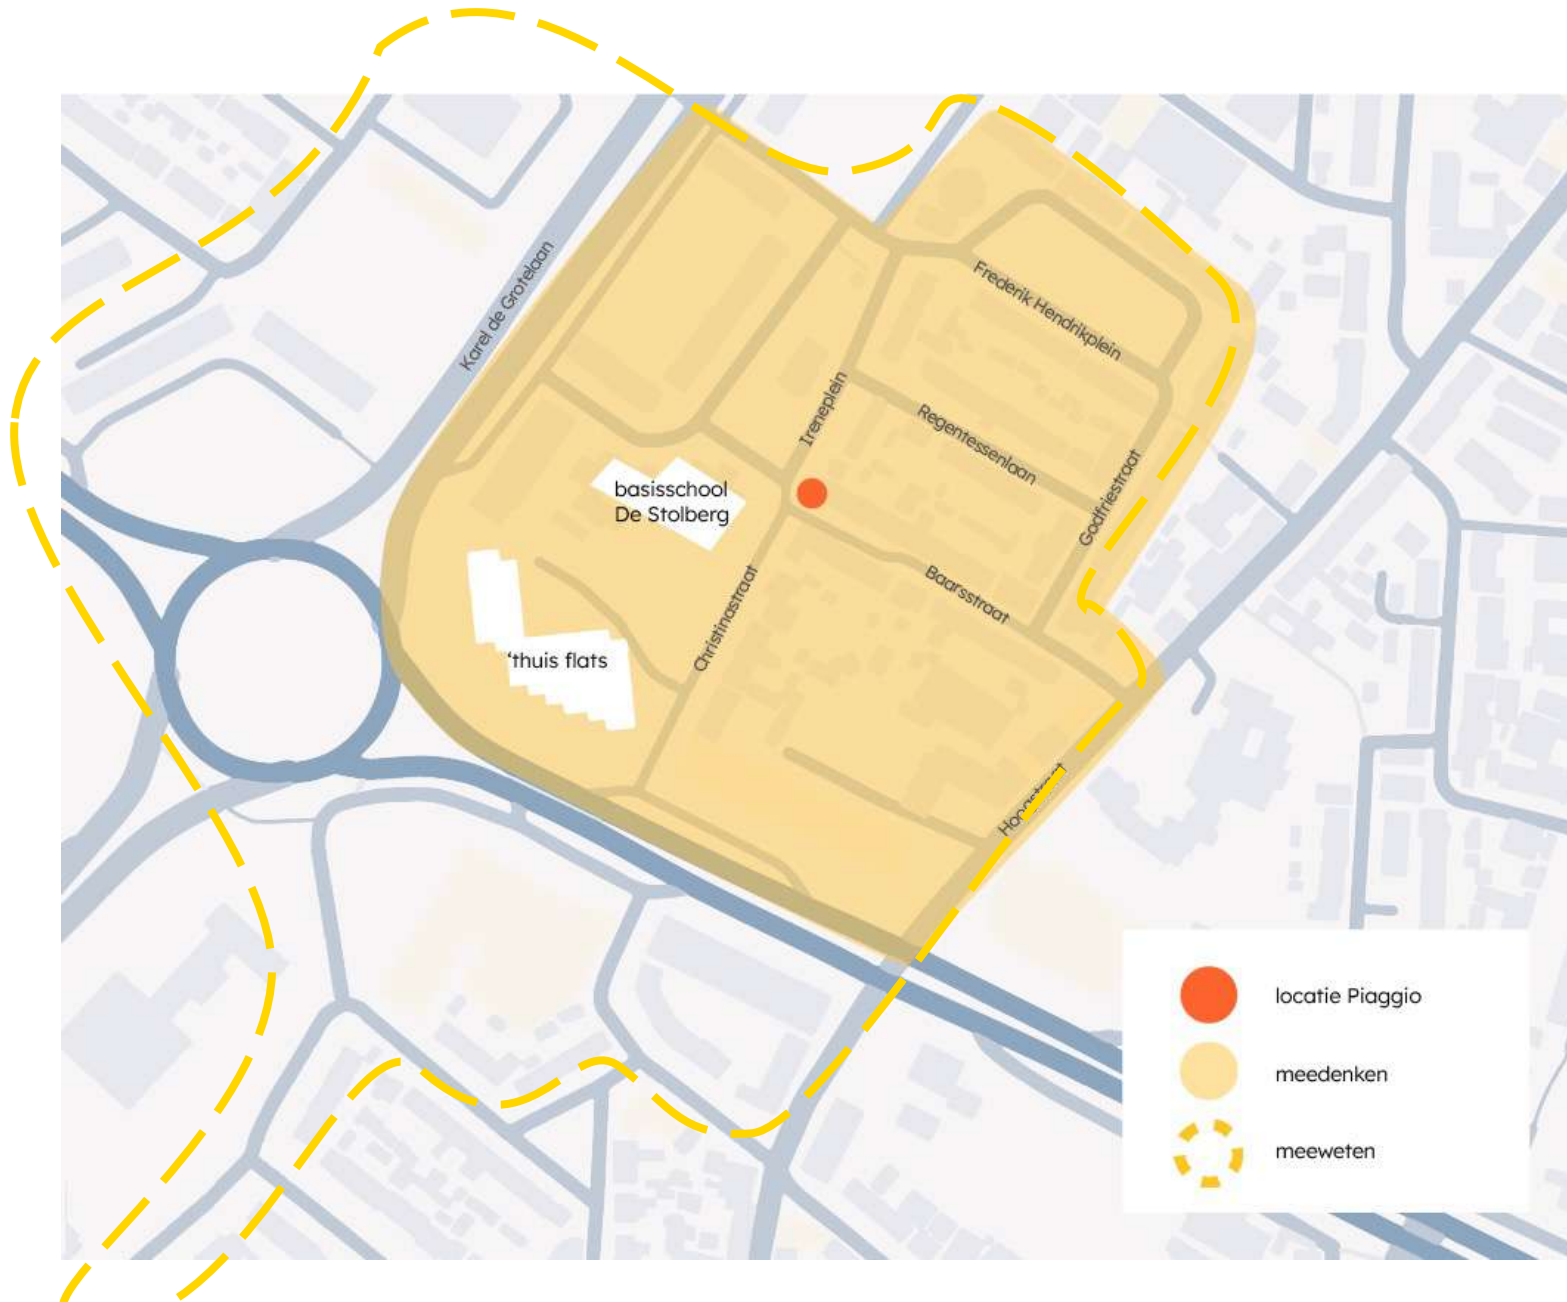 Karel de Grotelaan
Frederik Hendrikplein
Ireneplein
Regentessenlaan
Godfriestraat
basisschool
De Stolberg
Baarsstraat
Christinastraat
'thuis flats
locatie Piaggio
meedenken
meeweten